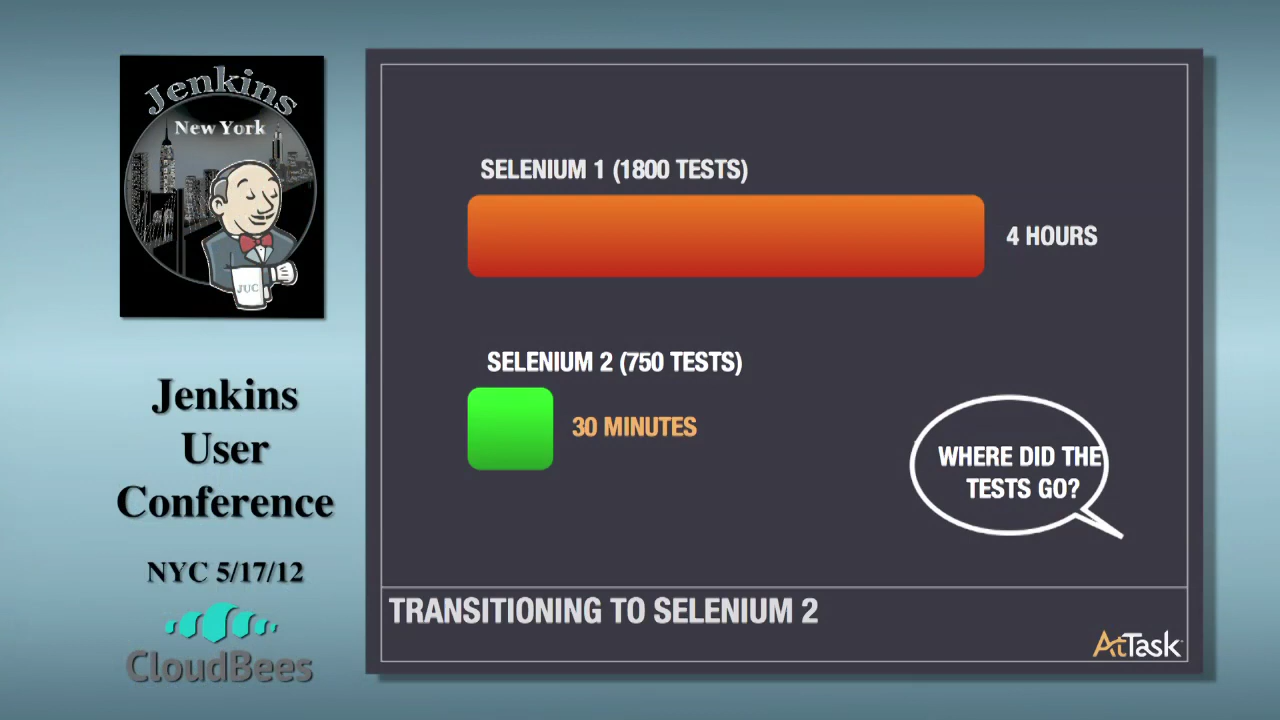 Jenkins
New York
JUC
Jenkins
User
Conference
NYC 5/17/12
CloudBees
SELENIUM 1 (1800 TESTS)
4 HOURS
SELENIUM 2 (750 TESTS)
30 MINUTES
WHERE DID THE
TESTS GO?
TRANSITIONING TO SELENIUM 2
AtTask